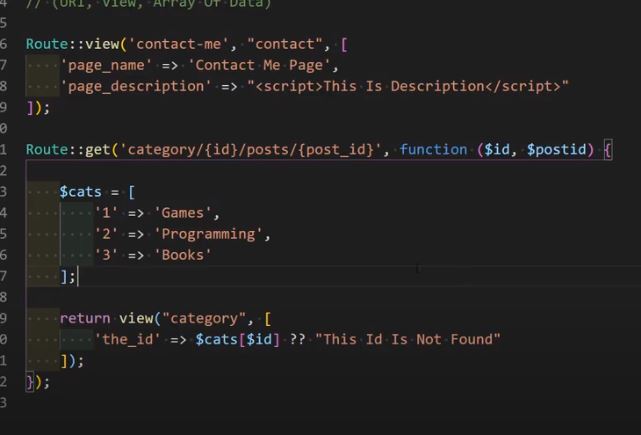 4 // (URI, View, Array Of Data)
5
6 Route::view('contact-me', "contact", [
7     'page_name' => 'Contact Me Page',
8     'page_description' => "<script>This Is Description</script>"
9 ]);
0
1 Route::get('category/{id}/posts/{post_id}', function ($id, $postid) {
2
3     $cats = [
4         '1' => 'Games',
5         '2' => 'Programming',
6         '3' => 'Books'
7     ];
8
9     return view("category", [
0         'the_id' => $cats[$id] ?? "This Id Is Not Found"
1     ]);
2 });
3